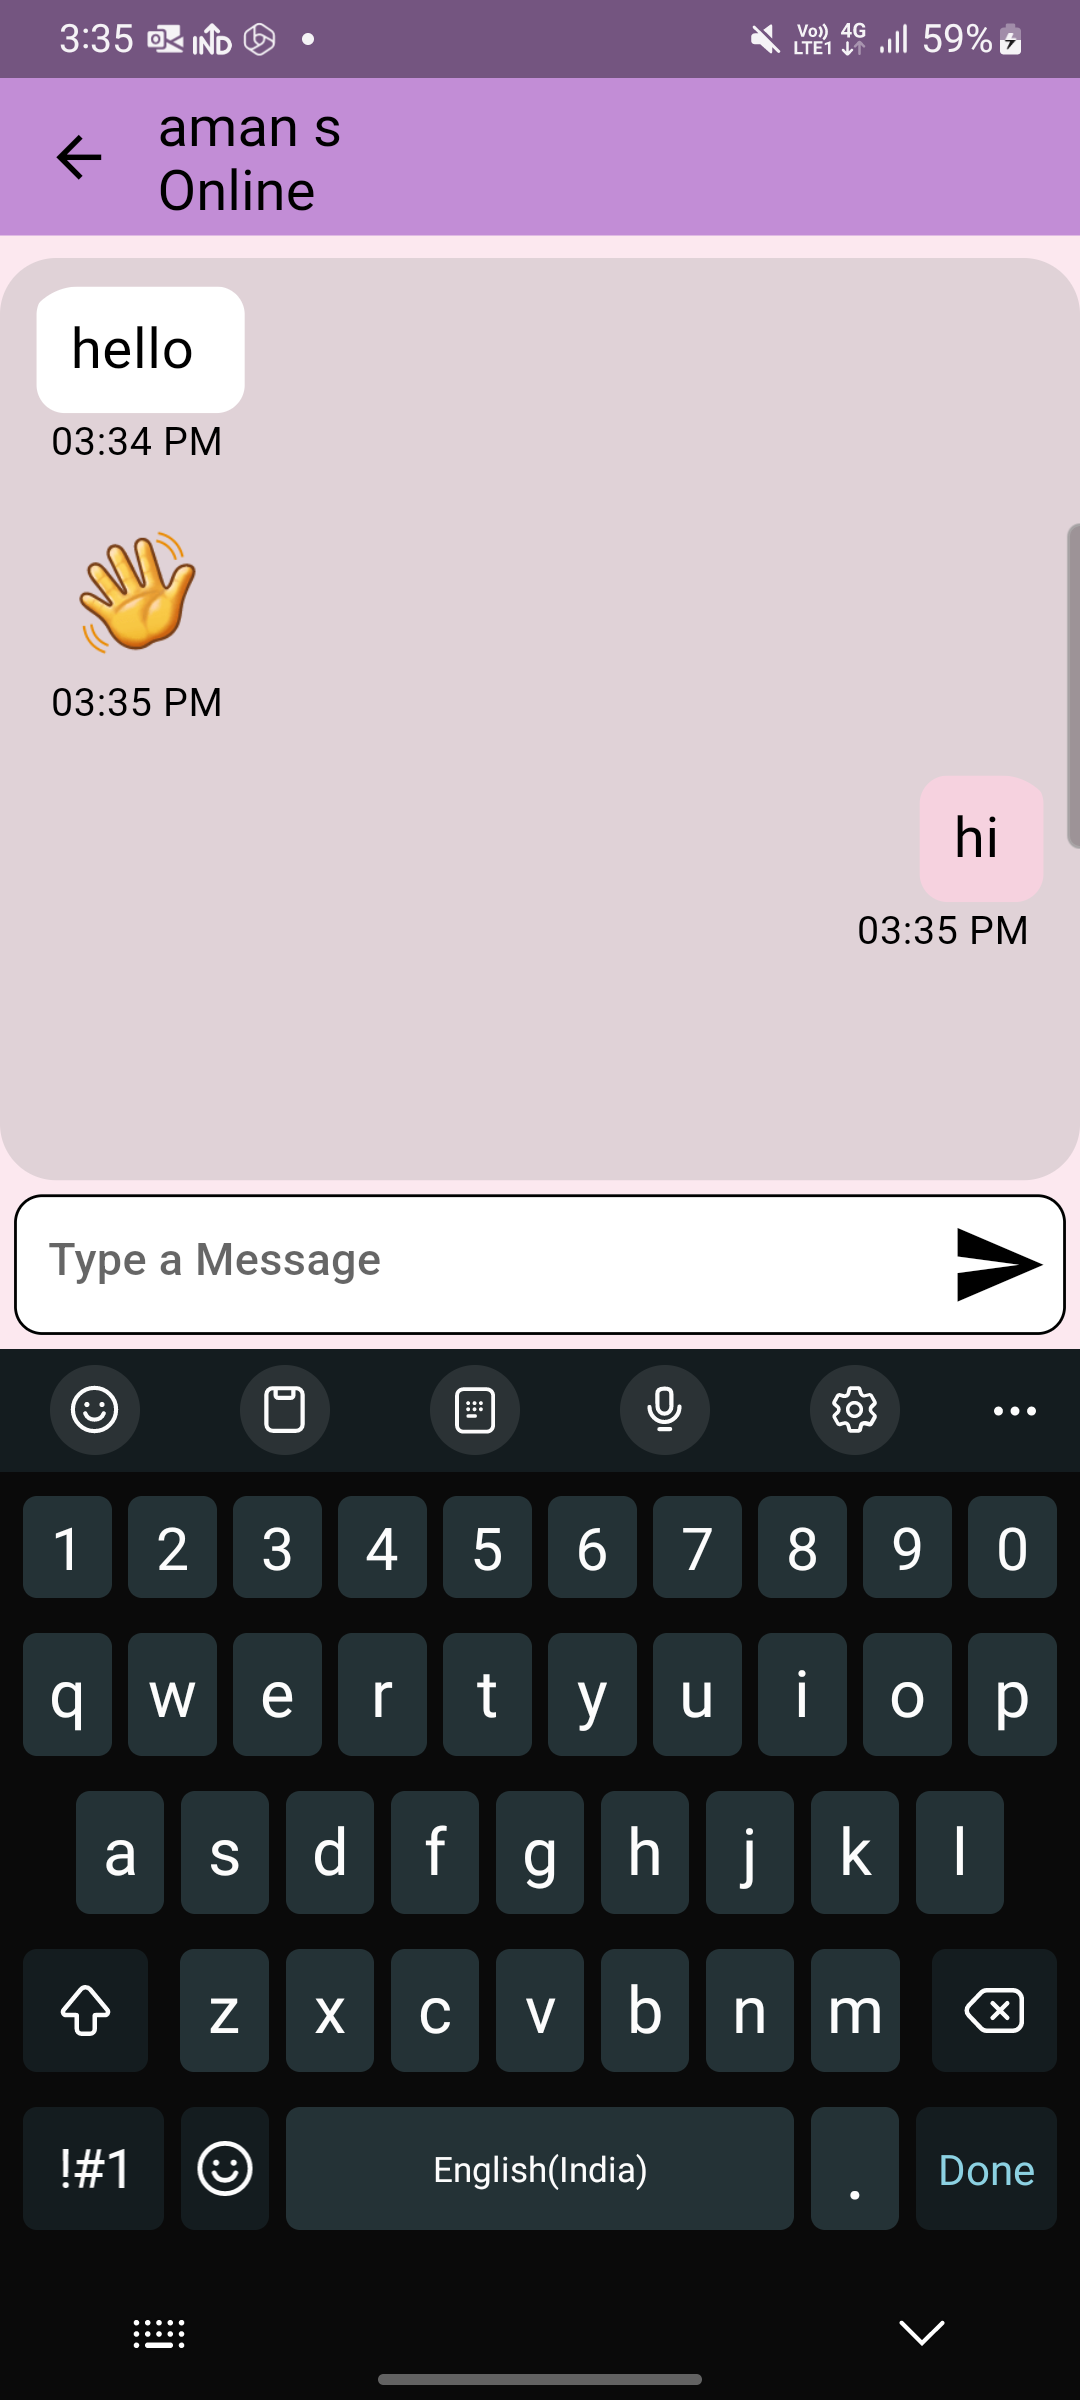 3:35 IND Vo)) LTE1 4G 59%
aman s
Online
hello
03:34 PM
03:35 PM
hi
03:35 PM
Type a Message
1 2 3 4 5 6 7 8 9 0
q w e r t y u i o p
a s d f g h j k l
z x c v b n m
!#1 English(India) . Done